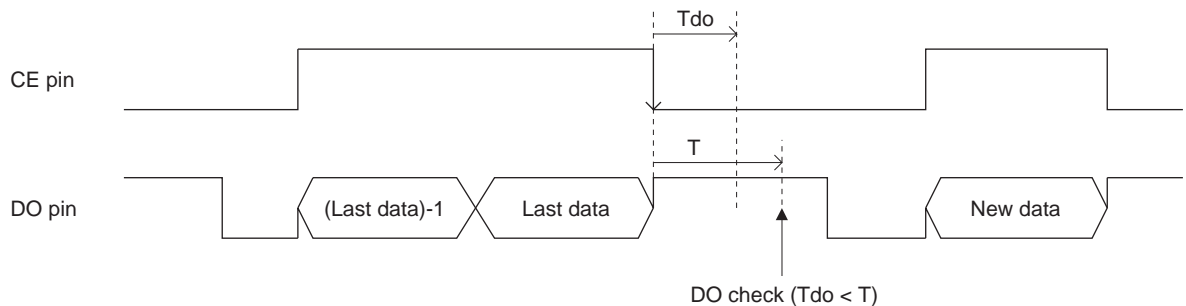 Tdo
CE pin
T
DO pin
(Last data)-1
Last data
New data
DO check (Tdo < T)